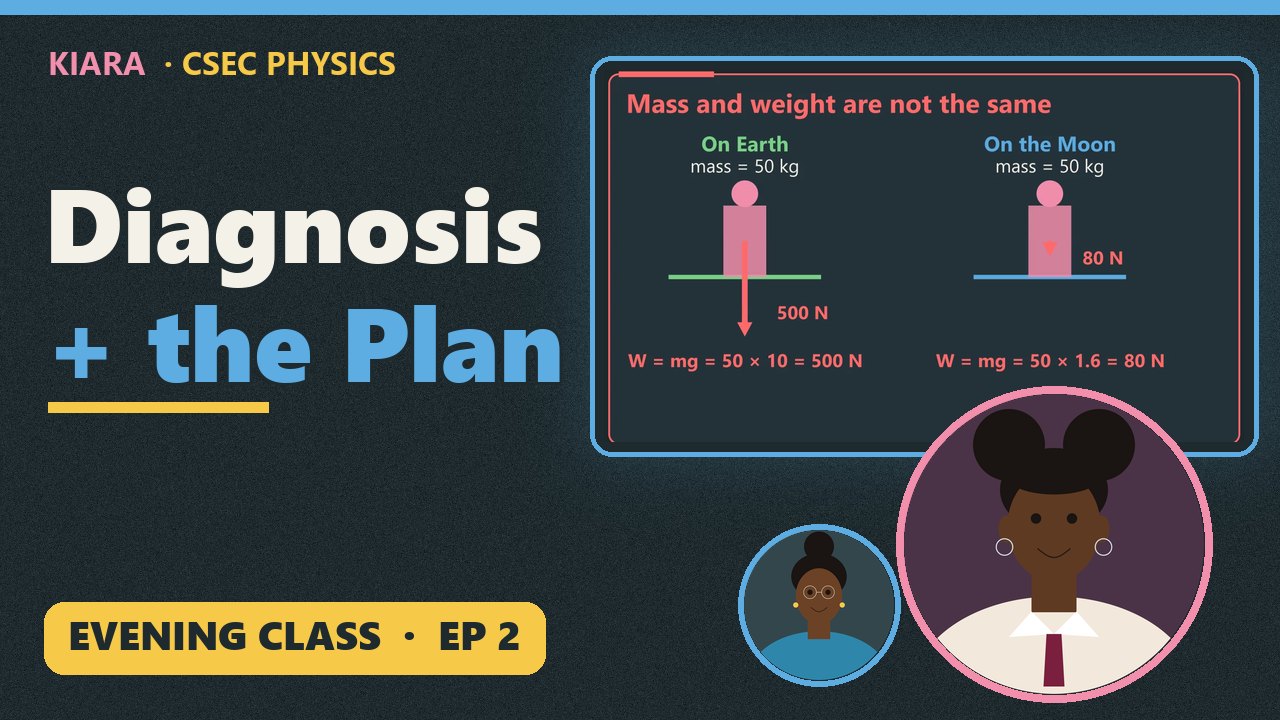 KIARA · CSEC PHYSICS
Diagnosis
+ the Plan
EVENING CLASS · EP 2
Mass and weight are not the same
On Earth
mass = 50 kg
500 N
W = mg = 50 × 10 = 500 N
On the Moon
mass = 50 kg
80 N
W = mg = 50 × 1.6 = 80 N